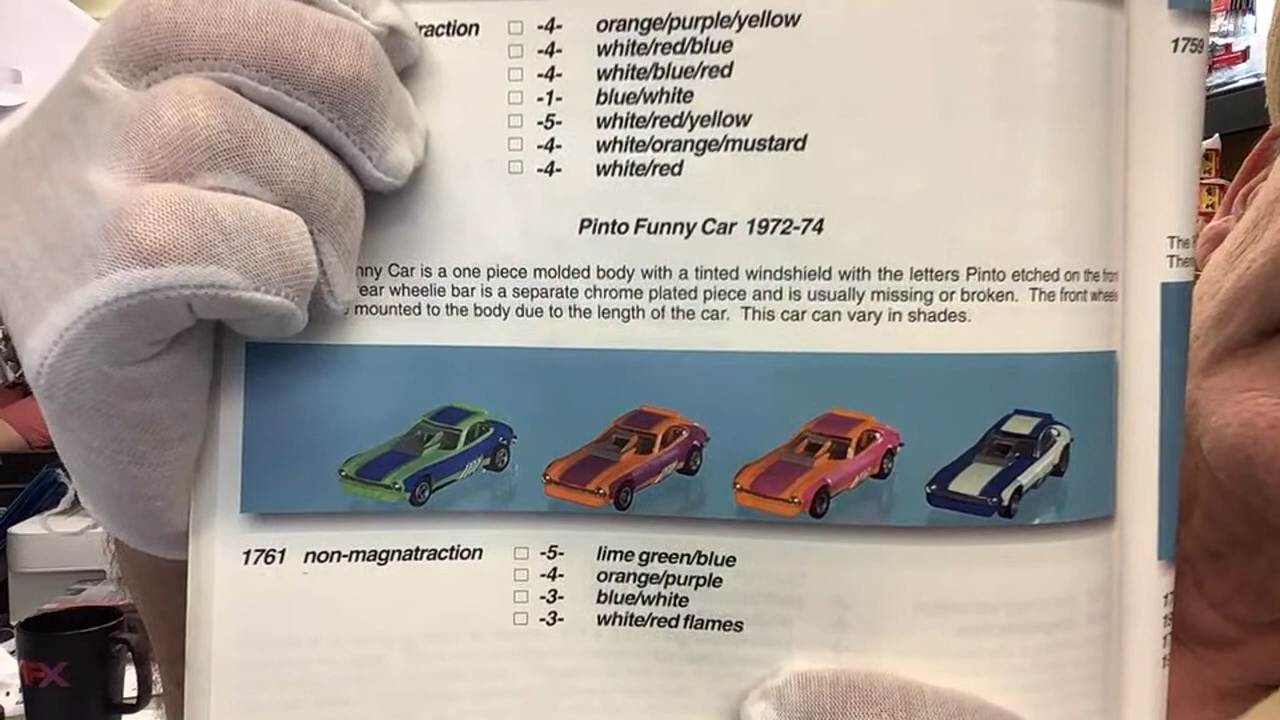 raction ☐ -4- orange/purple/yellow
☐ -4- white/red/blue
☐ -4- white/blue/red
☐ -1- blue/white
☐ -5- white/red/yellow
☐ -4- white/orange/mustard
☐ -4- white/red
Pinto Funny Car 1972-74
nny Car is a one piece molded body with a tinted windshield with the letters Pinto etched on the front
ear wheelie bar is a separate chrome plated piece and is usually missing or broken. The front wheels
mounted to the body due to the length of the car. This car can vary in shades.
1761 non-magnatraction ☐ -5- lime green/blue
☐ -4- orange/purple
☐ -3- blue/white
☐ -3- white/red flames
1759
The
FX